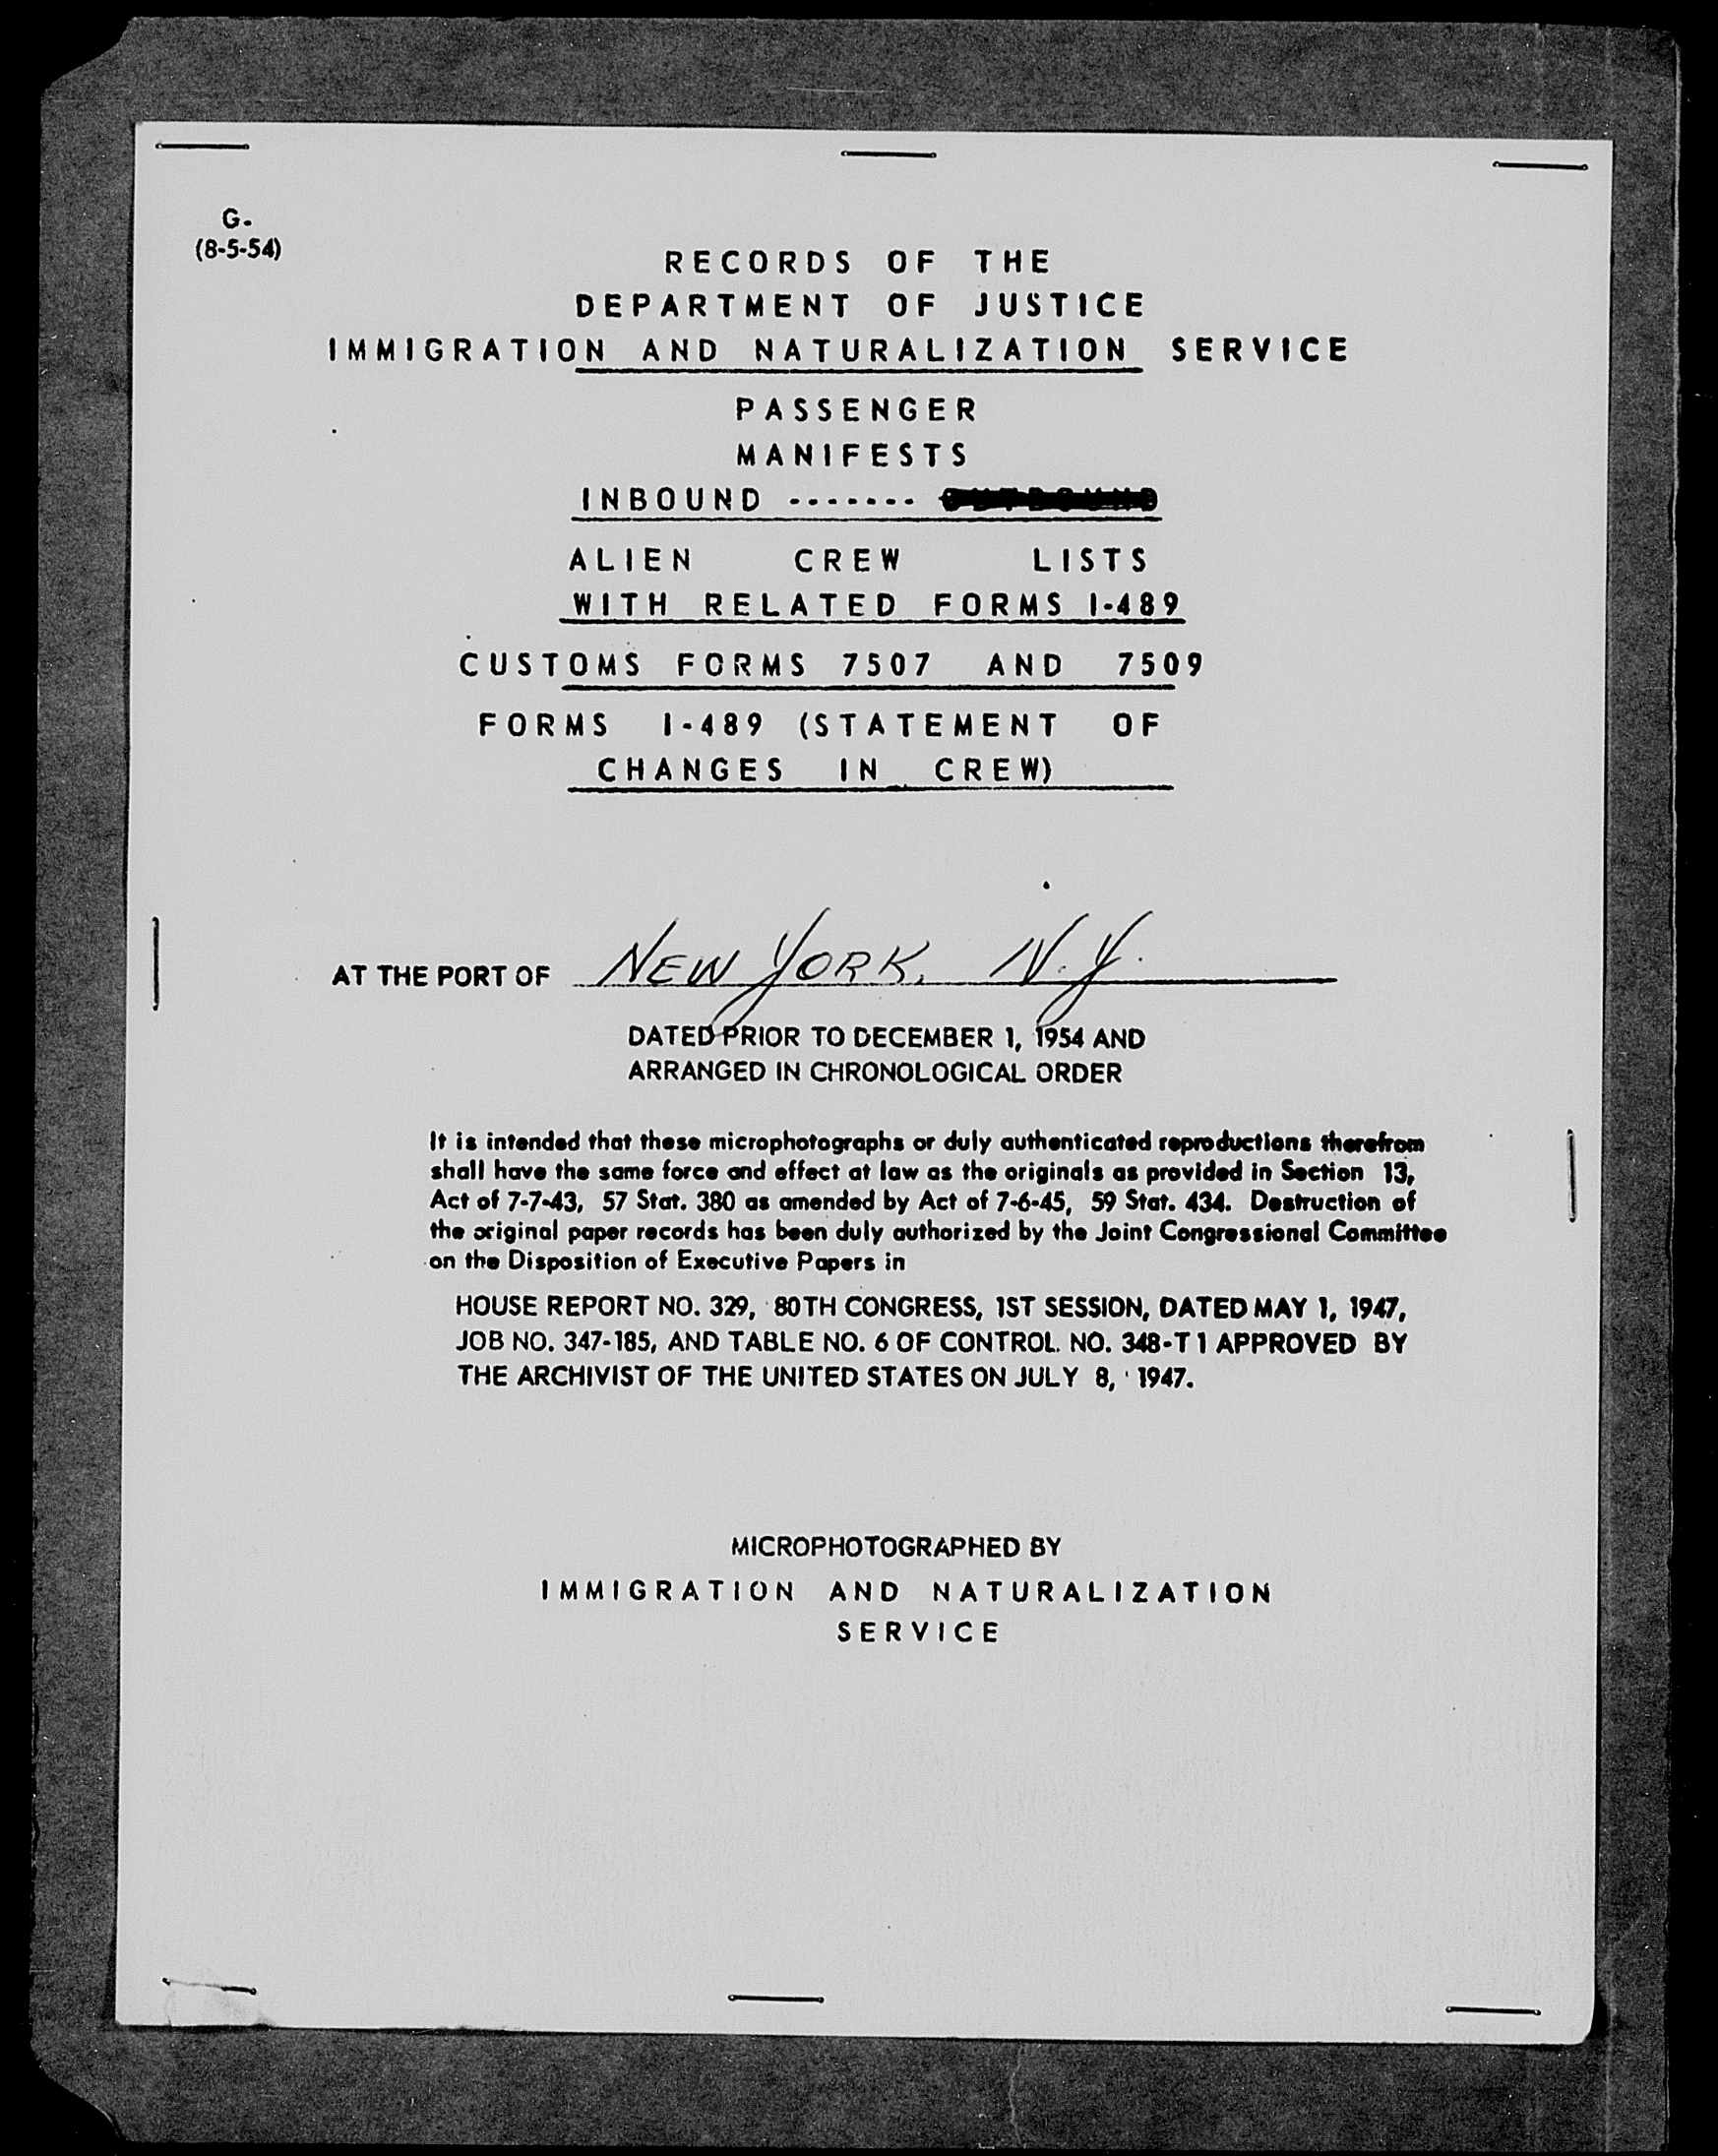 G-
(8-5-54)
RECORDS OF THE
DEPARTMENT OF JUSTICE
IMMIGRATION AND NATURALIZATION SERVICE
PASSENGER
MANIFESTS
INBOUND -------
ALIEN CREW LISTS
WITH RELATED FORMS I-489
CUSTOMS FORMS 7507 AND 7509
FORMS I-489 (STATEMENT OF
CHANGES IN CREW)
AT THE PORT OF NEW YORK, N.Y.
DATED PRIOR TO DECEMBER 1, 1954 AND
ARRANGED IN CHRONOLOGICAL ORDER
It is intended that these microphotographs or duly authenticated reproductions therefrom
shall have the same force and effect at law as the originals as provided in Section 13,
Act of 7-7-43, 57 Stat. 380 as amended by Act of 7-6-45, 59 Stat. 434. Destruction of
the original paper records has been duly authorized by the Joint Congressional Committee
on the Disposition of Executive Papers in
HOUSE REPORT NO. 329, 80TH CONGRESS, 1ST SESSION, DATED MAY 1, 1947,
JOB NO. 347-185, AND TABLE NO. 6 OF CONTROL NO. 348-T1 APPROVED BY
THE ARCHIVIST OF THE UNITED STATES ON JULY 8, 1947.
MICROPHOTOGRAPHED BY
IMMIGRATION AND NATURALIZATION
SERVICE